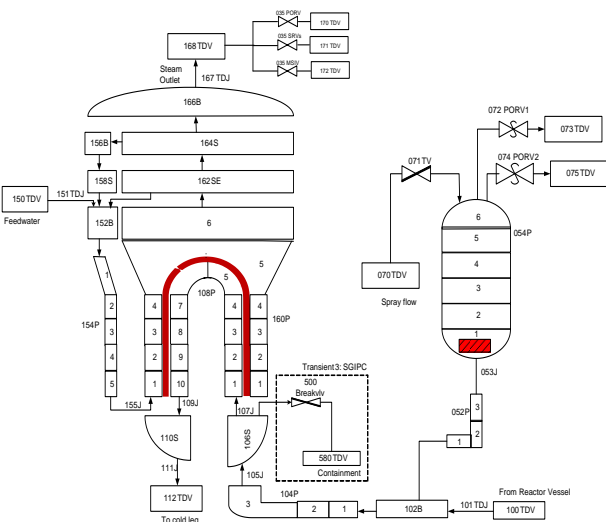 035 PORV
170 TDV
168 TDV
035 SRVs
171 TDV
035 MSIV
172 TDV
Steam
Outlet
167 TDJ
166B
072 PORV1
073 TDV
156B
164S
074 PORV2
071TV
075 TDV
158S
162SE
151 TDJ
150 TDV
Feedwater
152B
6
6
054P
5
4
3
2
1
070 TDV
Spray flow
1
5
5
108P
154P
2
3
4
5
4
3
2
1
7
8
9
10
4
3
2
1
4
3
2
1
160P
155J
109J
107J
Transient 3: SGIPC
500
Breakvlv
580 TDV
Containment
053J
052P
3
2
1
110S
106S
111J
105J
112 TDV
To cold leg
104P
3
2
1
102B
From Reactor Vessel
101 TDJ
100 TDV